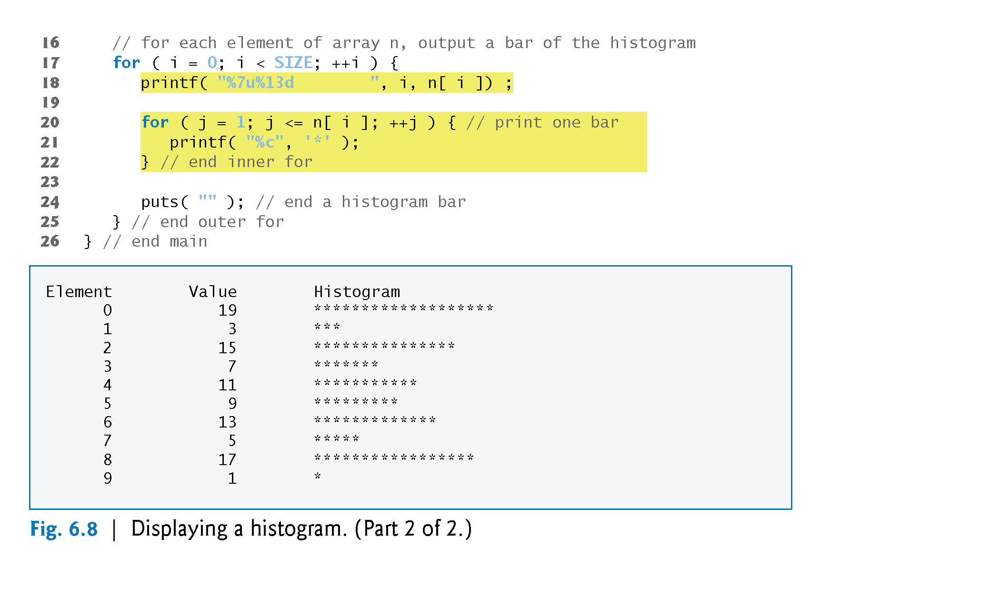 16 // for each element of array n, output a bar of the histogram
17 for ( i = 0; i < SIZE; ++i ) {
18 printf( "%7u%13d        ", i, n[ i ]) ;
19
20 for ( j = 1; j <= n[ i ]; ++j ) { // print one bar
21 printf( "%c", '*' );
22 } // end inner for
23
24 puts( "" ); // end a histogram bar
25 } // end outer for
26 } // end main
Element Value Histogram
0 19 *******************
1 3 ***
2 15 ***************
3 7 *******
4 11 ***********
5 9 *********
6 13 *************
7 5 *****
8 17 *****************
9 1 *
Fig. 6.8 | Displaying a histogram. (Part 2 of 2.)